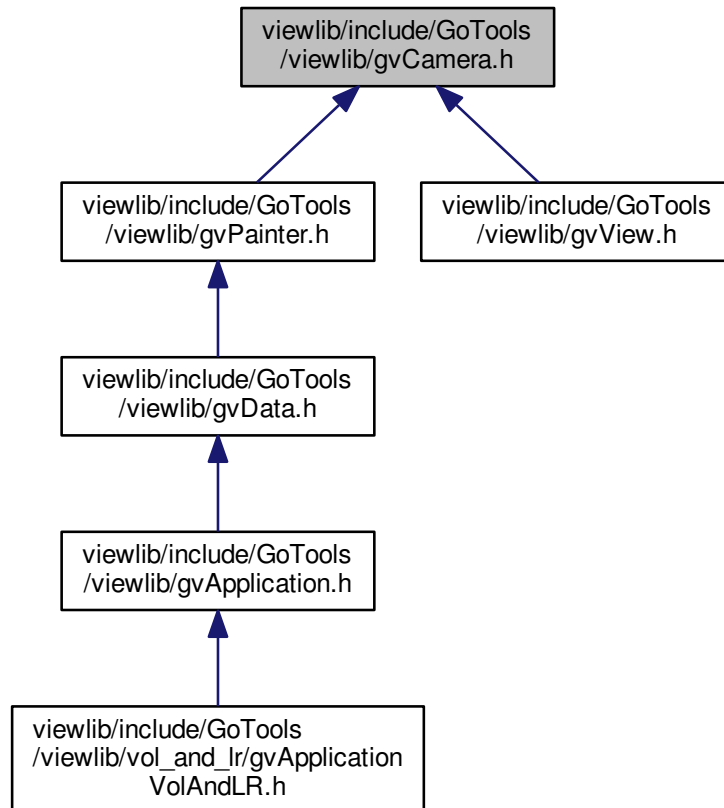 viewlib/include/GoTools
/viewlib/gvCamera.h
viewlib/include/GoTools
/viewlib/gvPainter.h
viewlib/include/GoTools
/viewlib/gvView.h
viewlib/include/GoTools
/viewlib/gvData.h
viewlib/include/GoTools
/viewlib/gvApplication.h
viewlib/include/GoTools
/viewlib/vol_and_lr/gvApplication
VolAndLR.h